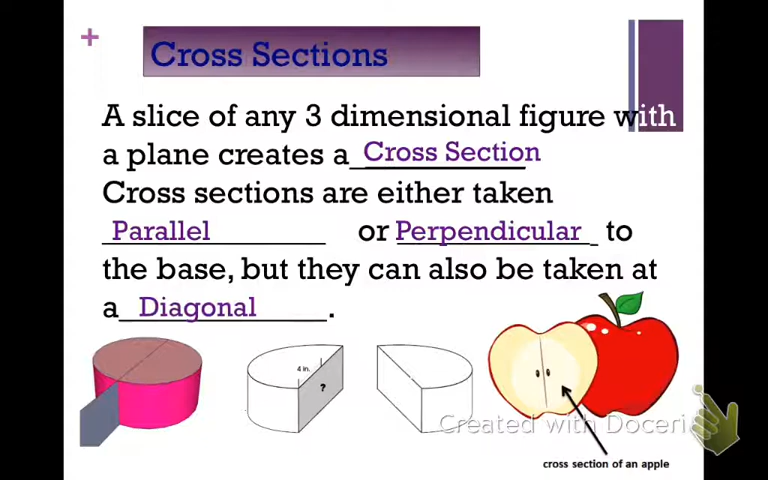 +
Cross Sections
A slice of any 3 dimensional figure with
a plane creates a Cross Section
Cross sections are either taken
Parallel or Perpendicular to
the base, but they can also be taken at
a Diagonal.
4 in.
?
Created with Doceri
cross section of an apple